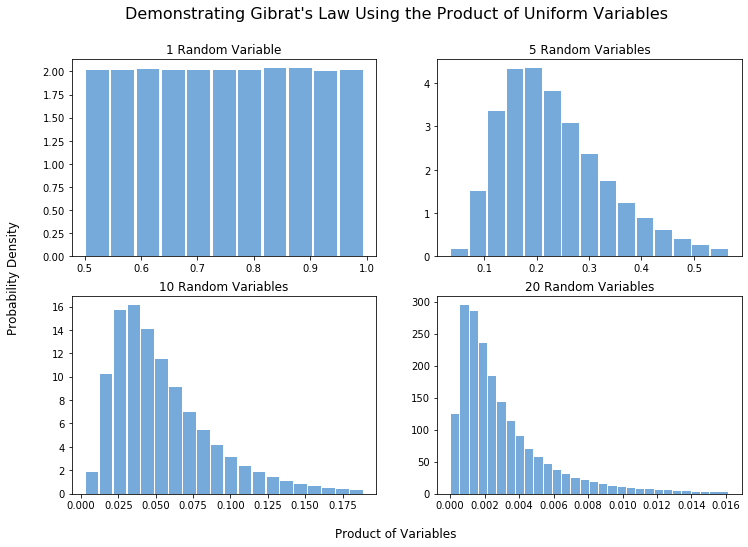 Demonstrating Gibrat's Law Using the Product of Uniform Variables
1 Random Variable
2.00
1.75
1.50
1.25
1.00
0.75
0.50
0.25
0.00
0.5 0.6 0.7 0.8 0.9 1.0
5 Random Variables
4
3
2
1
0
0.1 0.2 0.3 0.4 0.5
Probability Density
10 Random Variables
16
14
12
10
8
6
4
2
0
0.000 0.025 0.050 0.075 0.100 0.125 0.150 0.175
20 Random Variables
300
250
200
150
100
50
0
0.000 0.002 0.004 0.006 0.008 0.010 0.012 0.014 0.016
Product of Variables